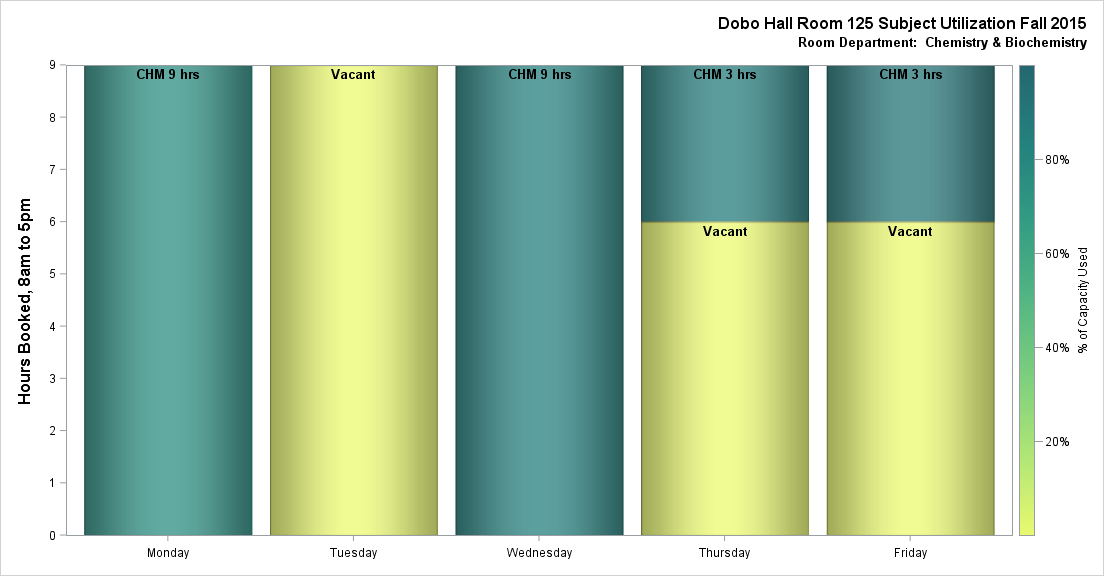 Dobo Hall Room 125 Subject Utilization Fall 2015
Room Department:  Chemistry & Biochemistry
Hours Booked, 8am to 5pm
9
8
7
6
5
4
3
2
1
0
CHM 9 hrs
Vacant
CHM 9 hrs
CHM 3 hrs
CHM 3 hrs
Vacant
Vacant
Monday
Tuesday
Wednesday
Thursday
Friday
80%
60%
40%
20%
% of Capacity Used